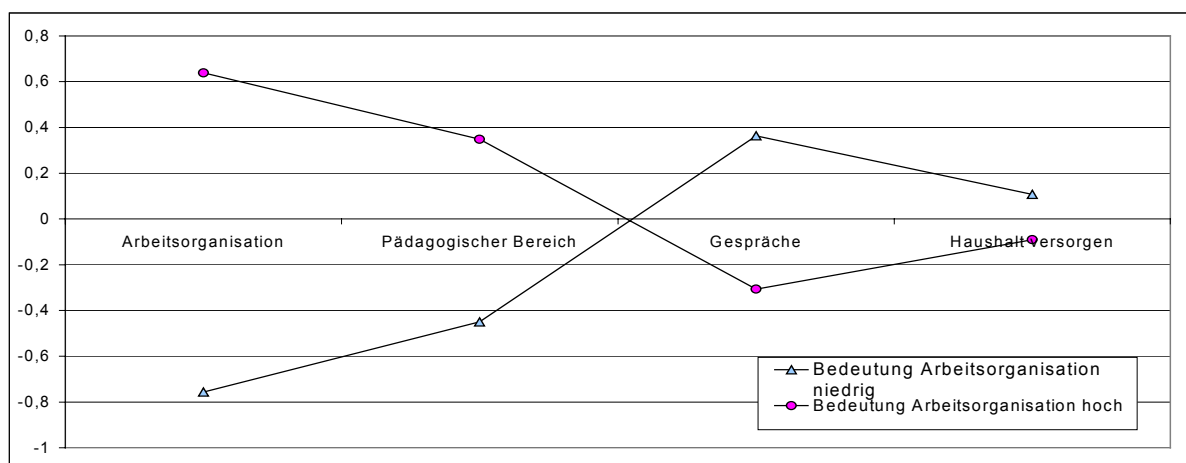 0,8
0,6
0,4
0,2
0
Arbeitsorganisation Pädagogischer Bereich Gespräche Haushalt versorgen
-0,2
-0,4
-0,6
-0,8
-1
Bedeutung Arbeitsorganisation
niedrig
Bedeutung Arbeitsorganisation hoch